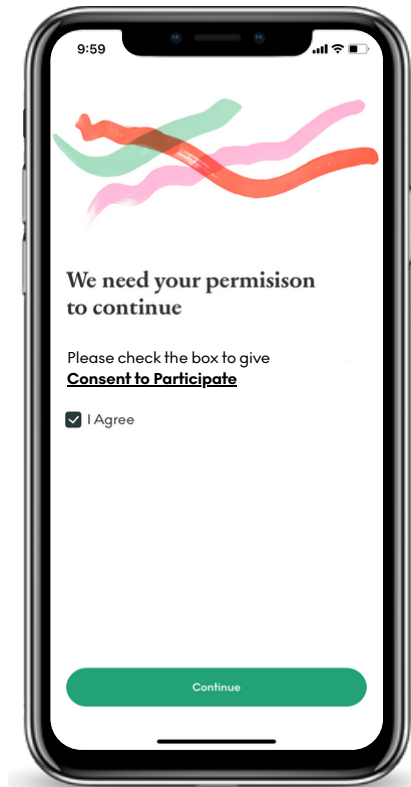 9:59
We need your permisison
to continue
Please check the box to give
Consent to Participate
I Agree
Continue